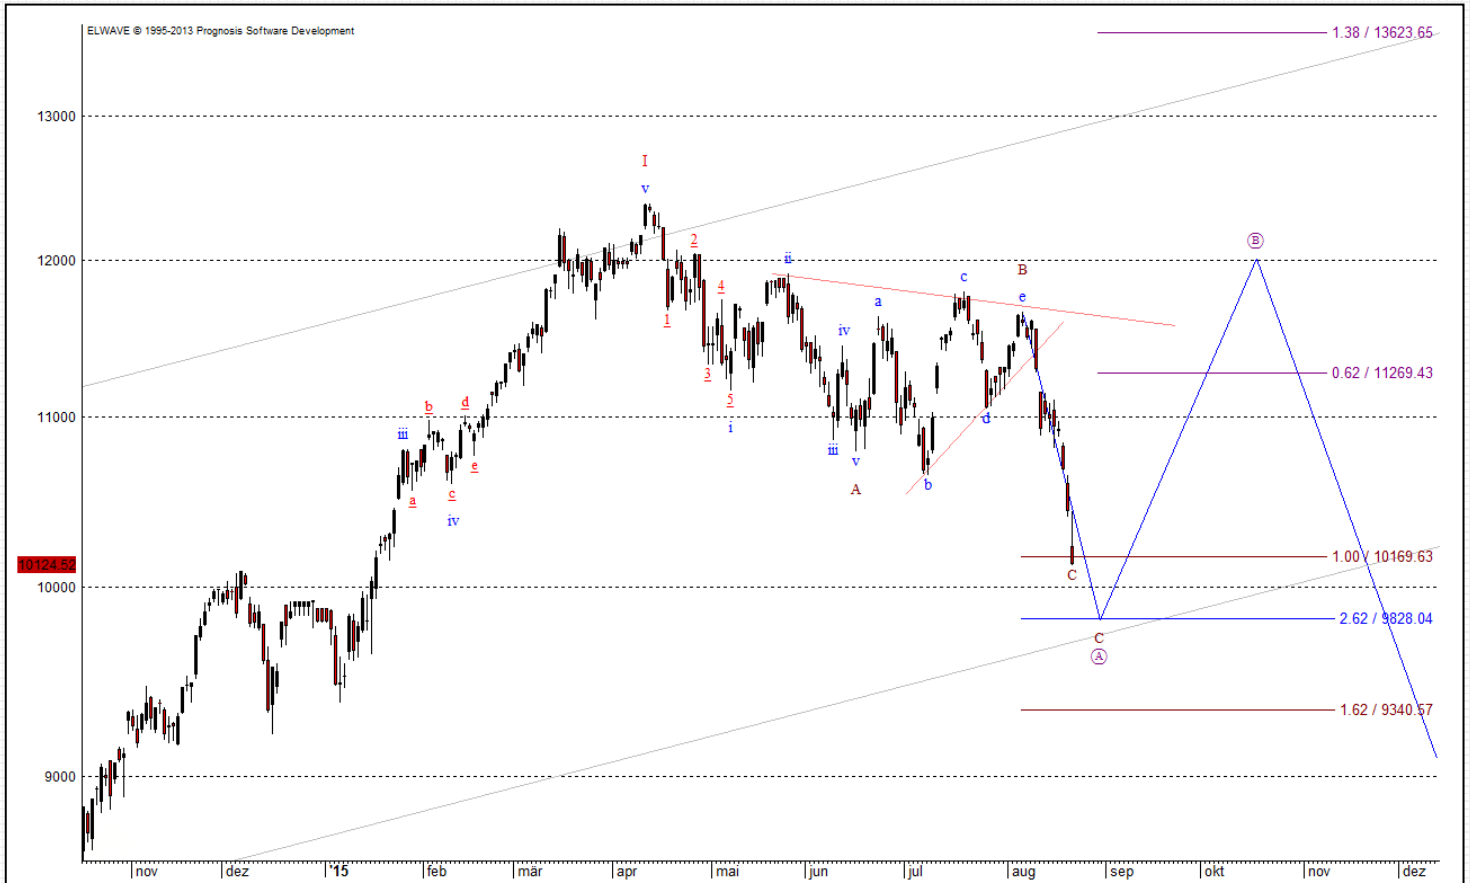 ELWAVE © 1995-2013 Prognosis Software Development
1.38 / 13623.65
13000
I
v
2
12000
ii
B
B
c
4
e
a
1
iv
0.62 / 11269.43
3
b
d
5
11000
d
i
iii
iii
e
v
b
A
a
c
iv
10124.52
1.00 / 10169.63
C
10000
2.62 / 9828.04
C
A
1.62 / 9340.57
9000
nov
dez
'15
feb
mär
apr
mai
jun
jul
aug
sep
okt
nov
dez